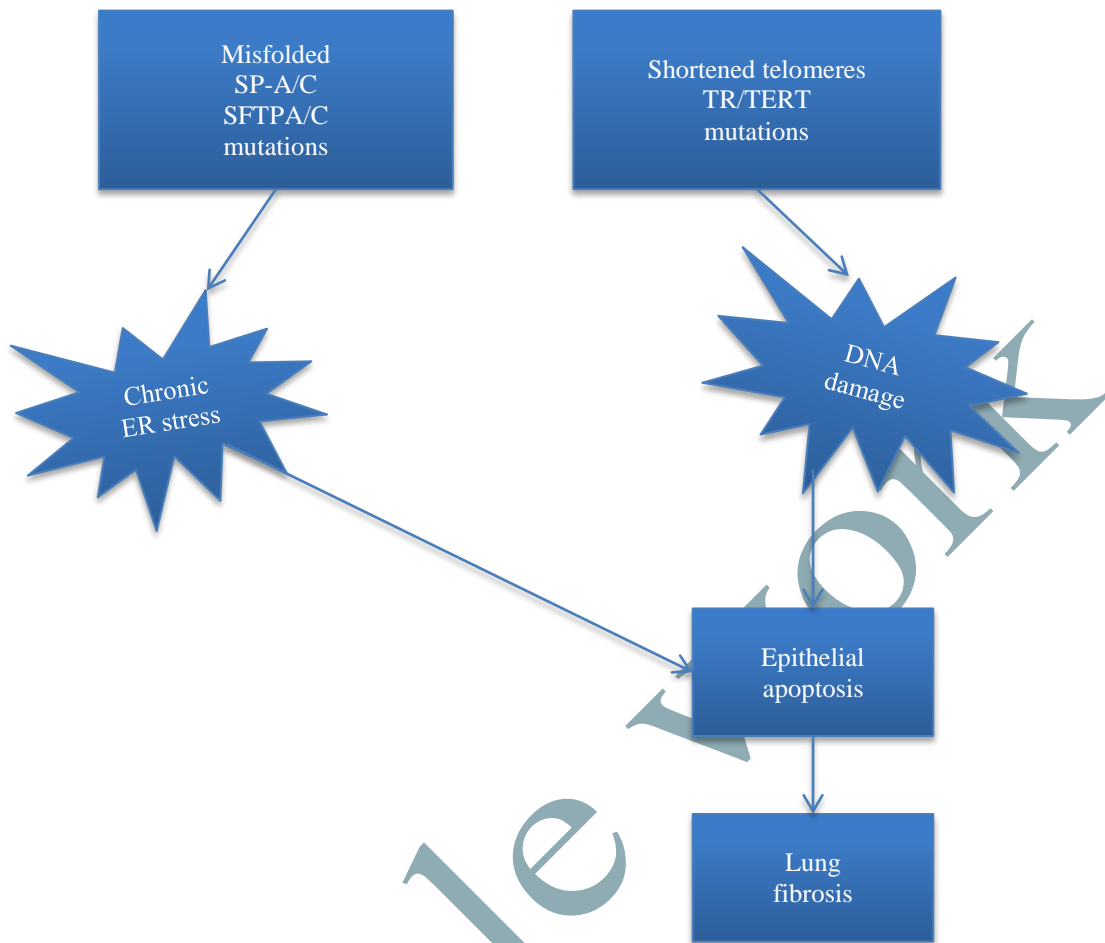 Misfolded
SP-A/C
SFTPA/C
mutations
Shortened telomeres
TR/TERT
mutations
Chronic
ER stress
DNA
damage
Epithelial
apoptosis
Lung
fibrosis